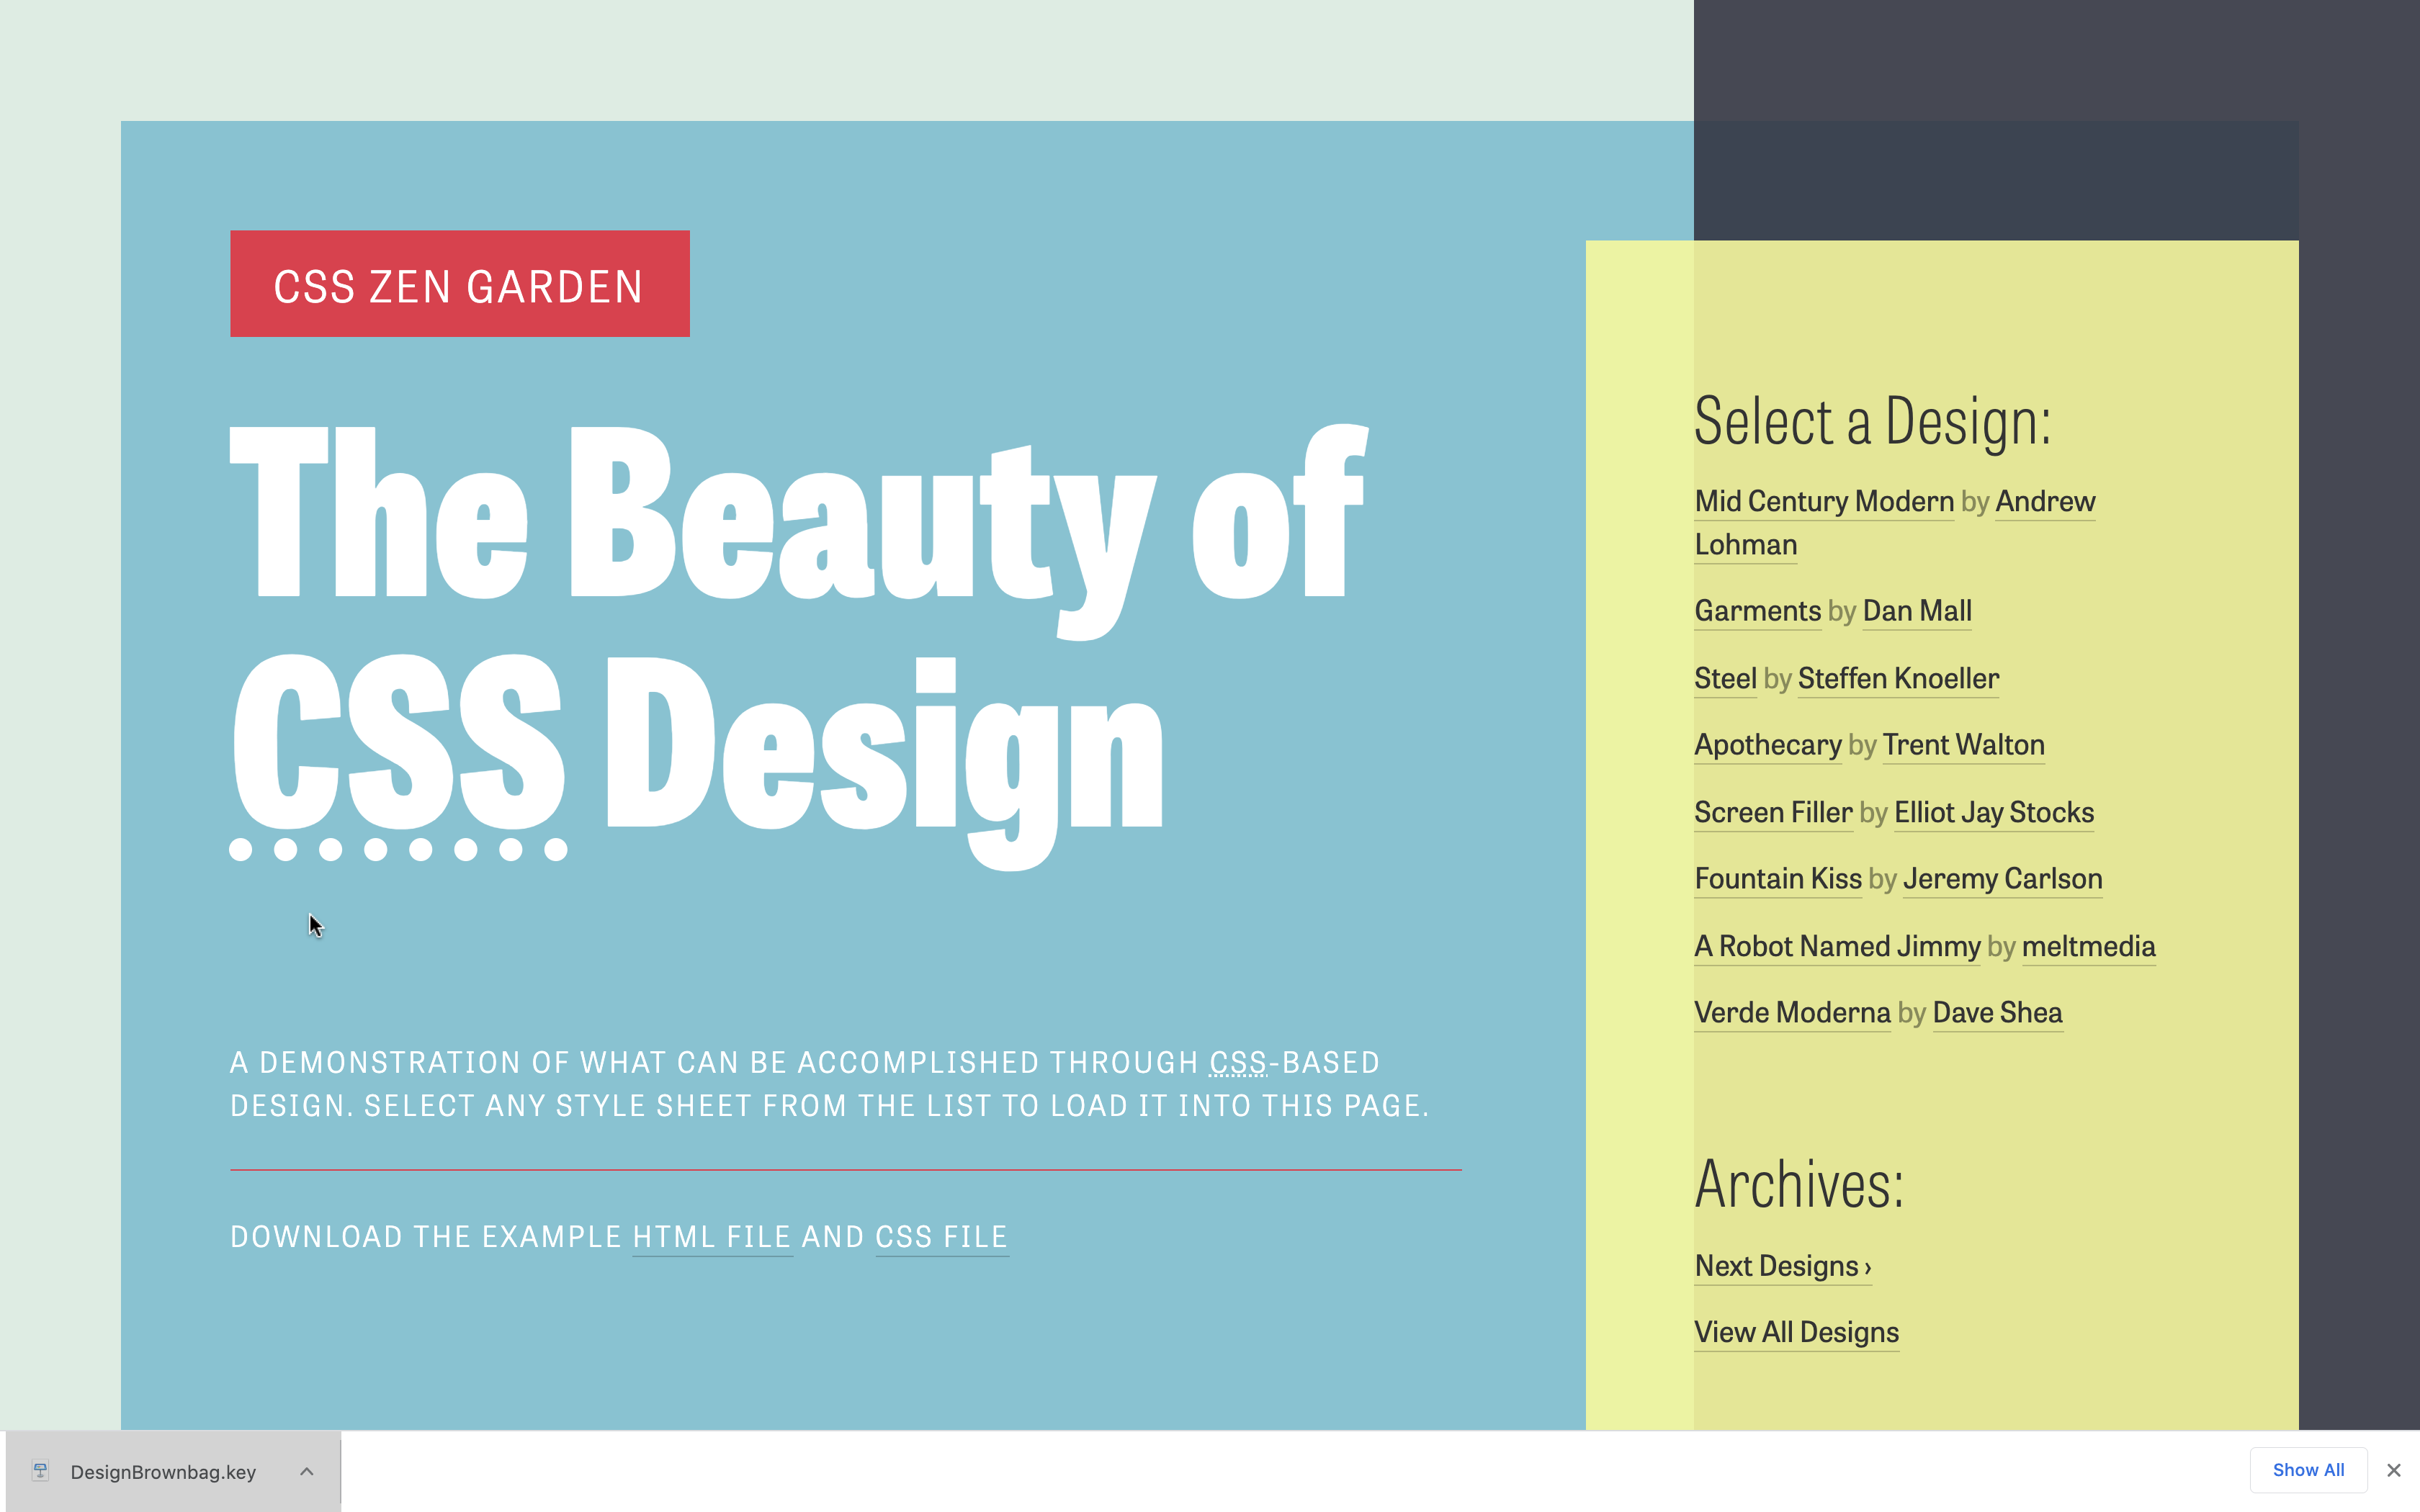 CSS ZEN GARDEN
The Beauty of
CSS Design
A DEMONSTRATION OF WHAT CAN BE ACCOMPLISHED THROUGH CSS-BASED
DESIGN. SELECT ANY STYLE SHEET FROM THE LIST TO LOAD IT INTO THIS PAGE.
DOWNLOAD THE EXAMPLE HTML FILE AND CSS FILE
Select a Design:
Mid Century Modern by Andrew
Lohman
Garments by Dan Mall
Steel by Steffen Knoeller
Apothecary by Trent Walton
Screen Filler by Elliot Jay Stocks
Fountain Kiss by Jeremy Carlson
A Robot Named Jimmy by meltmedia
Verde Moderna by Dave Shea
Archives:
Next Designs ›
View All Designs
DesignBrownbag.key
Show All